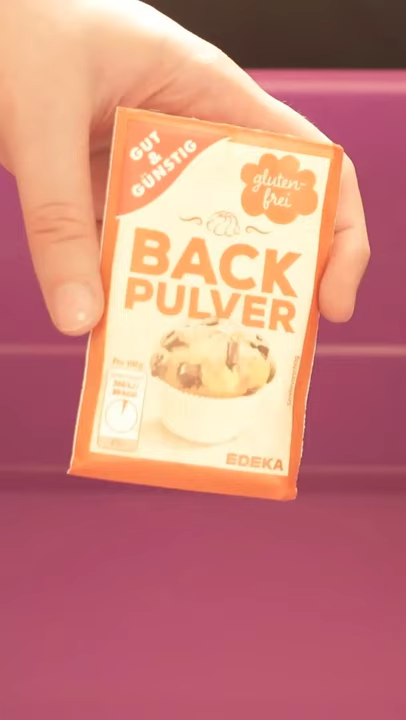 GUT
&
GÜNSTIG
gluten-
frei
BACK
PULVER
EDEKA